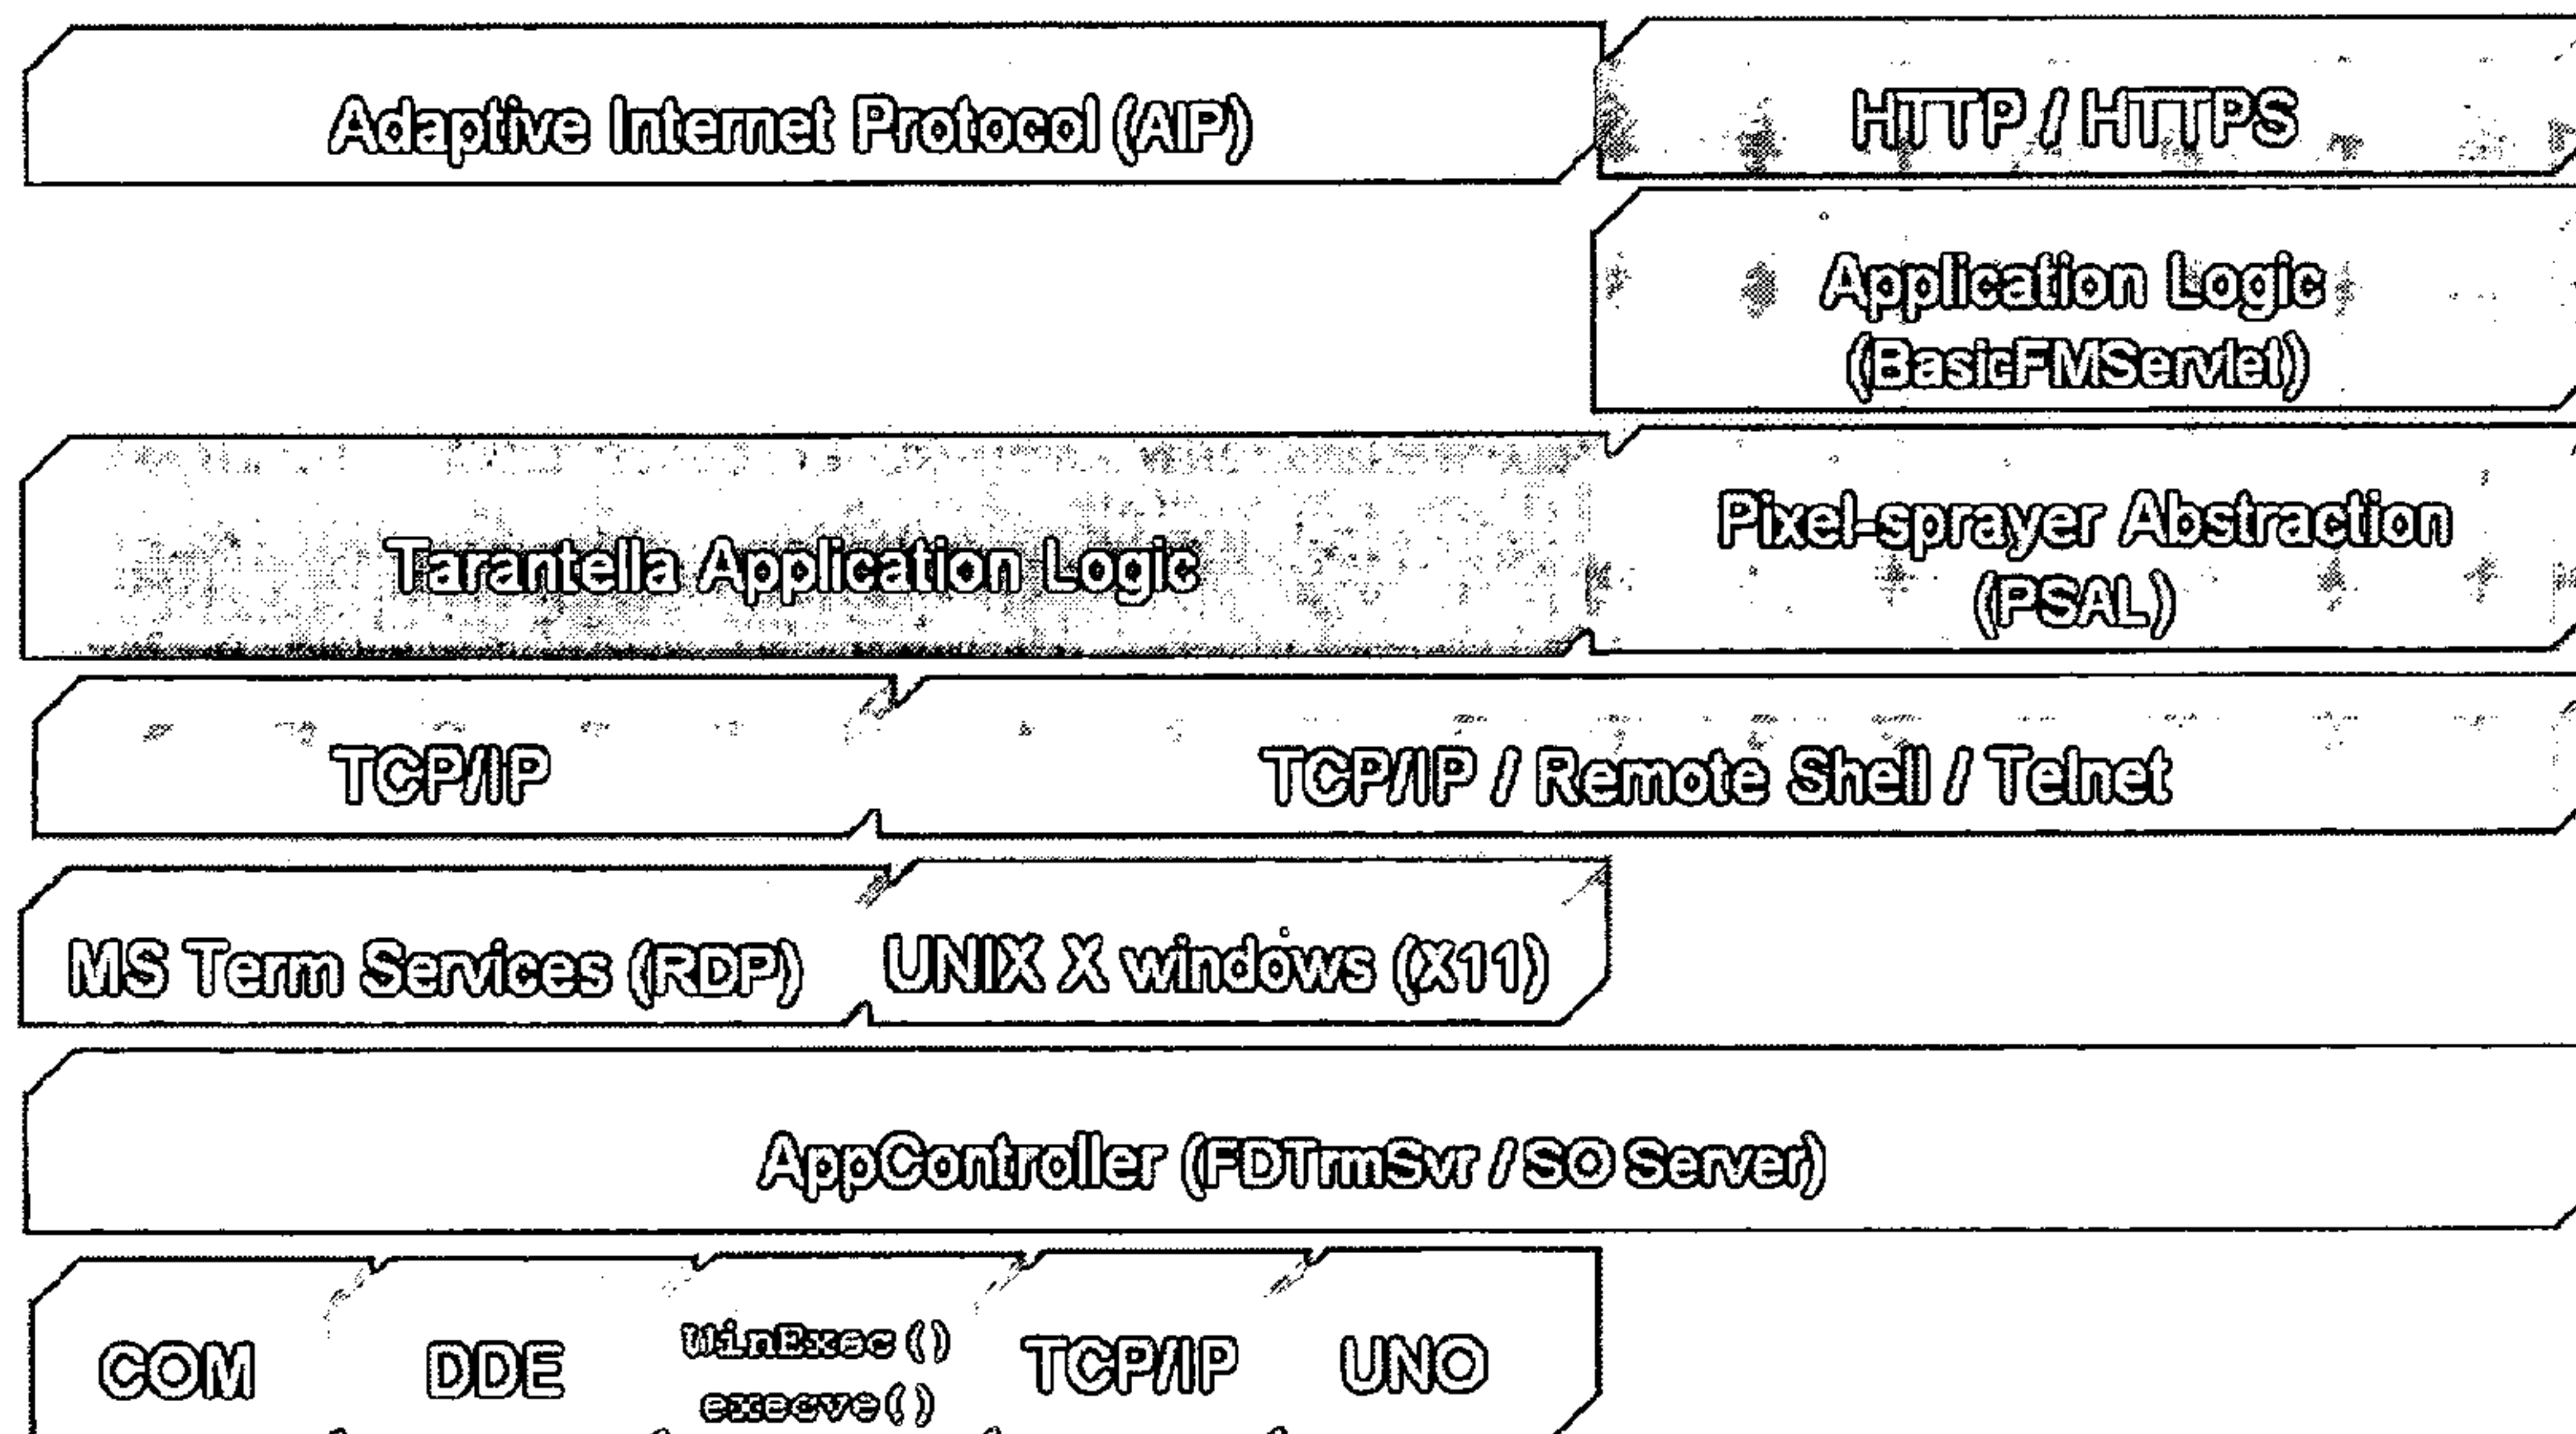 Adaptive Internet Protocol (AIP)
HTTP / HTTPS
Application Logic
(BasicFMServlet)
Tarantella Application Logic
Pixel-sprayer Abstraction
(PSAL)
TCP/IP
TCP/IP / Remote Shell / Telnet
MS Term Services (RDP)
UNIX X windows (X11)
AppController (FDTrmSvr / SO Server)
COM
DDE
WinExec()
execve()
TCP/IP
UNO